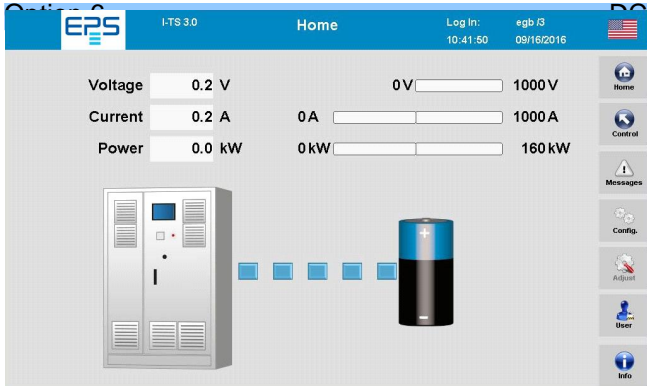 EPS I-TS 3.0 Home Log In: egb /3
10:41:50 09/16/2016
Voltage 0.2 V 0 V 1000 V
Current 0.2 A 0 A 1000 A
Power 0.0 kW 0 kW 160 kW
Home
Control
Messages
Config.
Adjust
User
Info
+
-